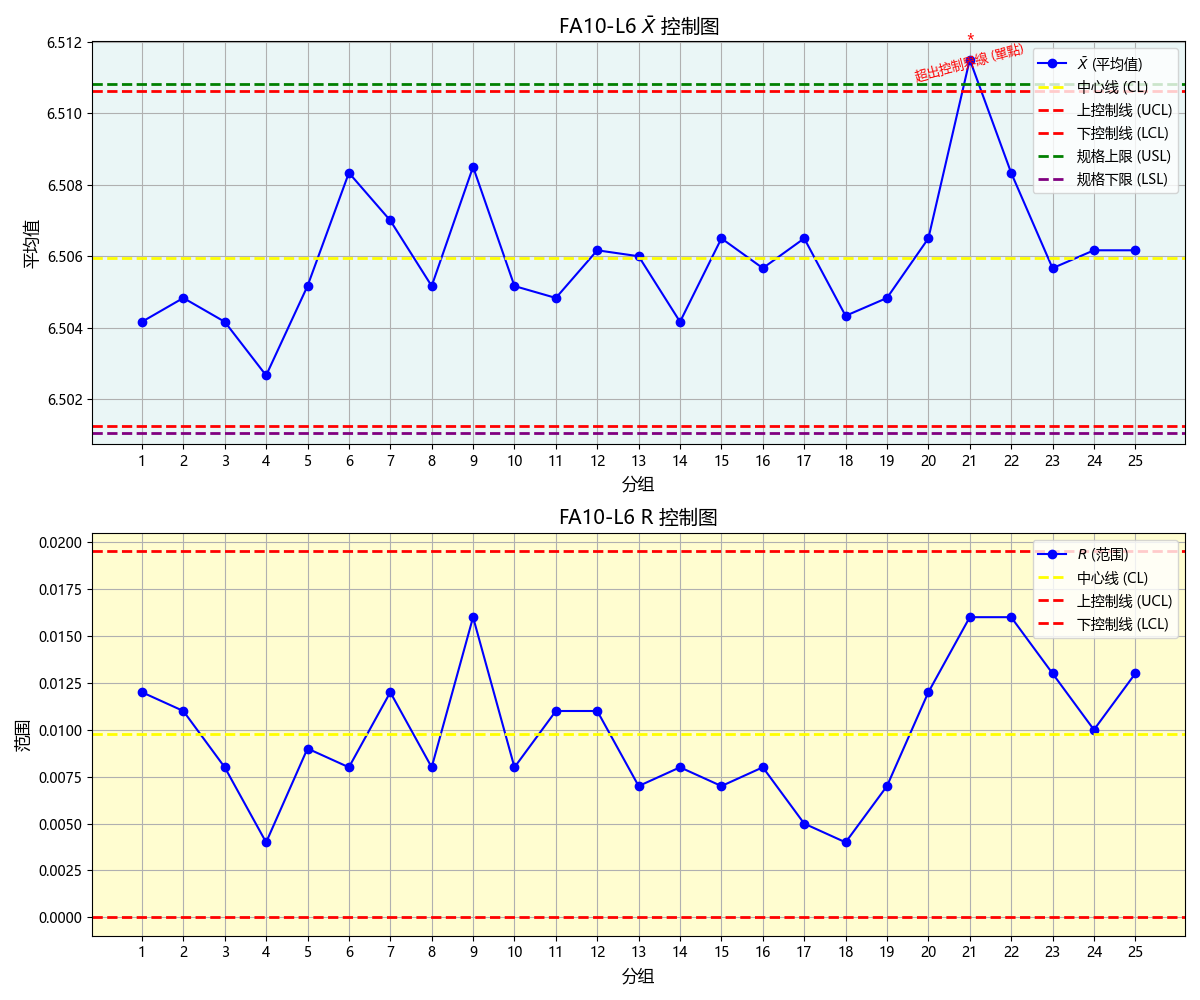 FA10-L6 X̄ 控制图
*
超出控制界線 (單點)
X̄ (平均值)
中心线 (CL)
上控制线 (UCL)
下控制线 (LCL)
规格上限 (USL)
规格下限 (LSL)
平均值
6.512
6.510
6.508
6.506
6.504
6.502
1 2 3 4 5 6 7 8 9 10 11 12 13 14 15 16 17 18 19 20 21 22 23 24 25
分组
FA10-L6 R 控制图
R (范围)
中心线 (CL)
上控制线 (UCL)
下控制线 (LCL)
范围
0.0200
0.0175
0.0150
0.0125
0.0100
0.0075
0.0050
0.0025
0.0000
1 2 3 4 5 6 7 8 9 10 11 12 13 14 15 16 17 18 19 20 21 22 23 24 25
分组